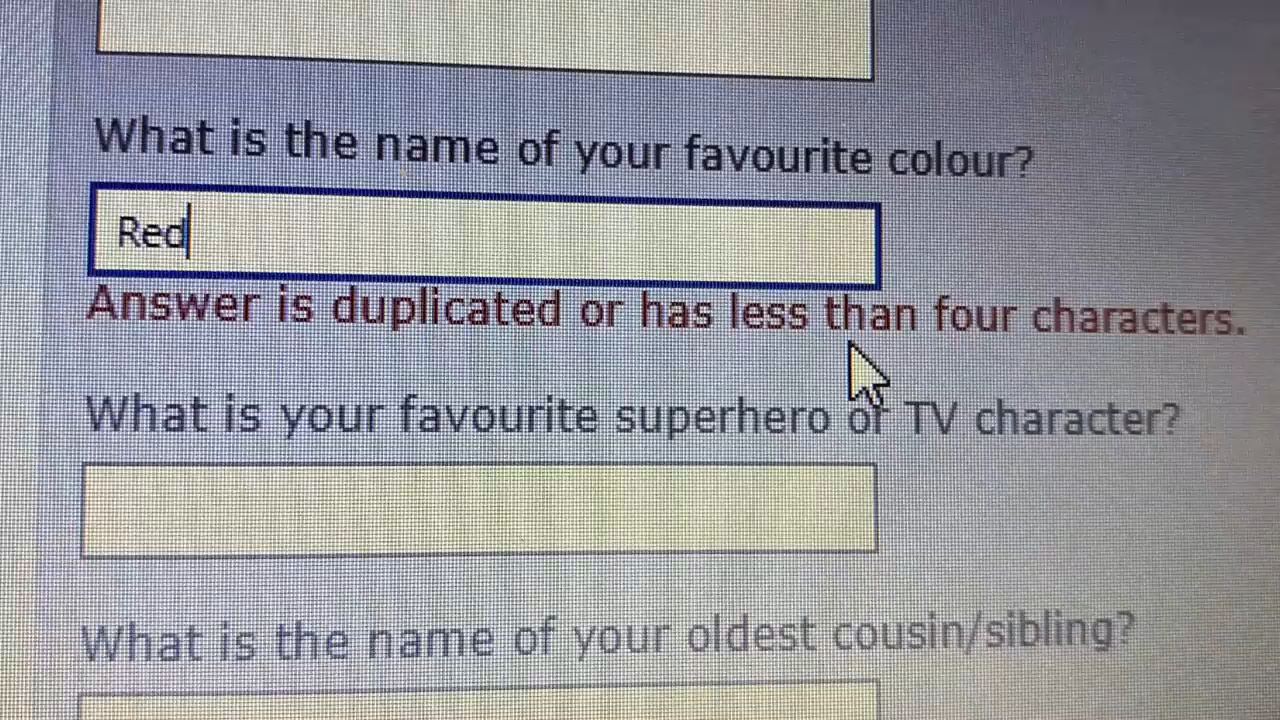 What is the name of your favourite colour?
Red
Answer is duplicated or has less than four characters.
What is your favourite superhero or TV character?
What is the name of your oldest cousin/sibling?